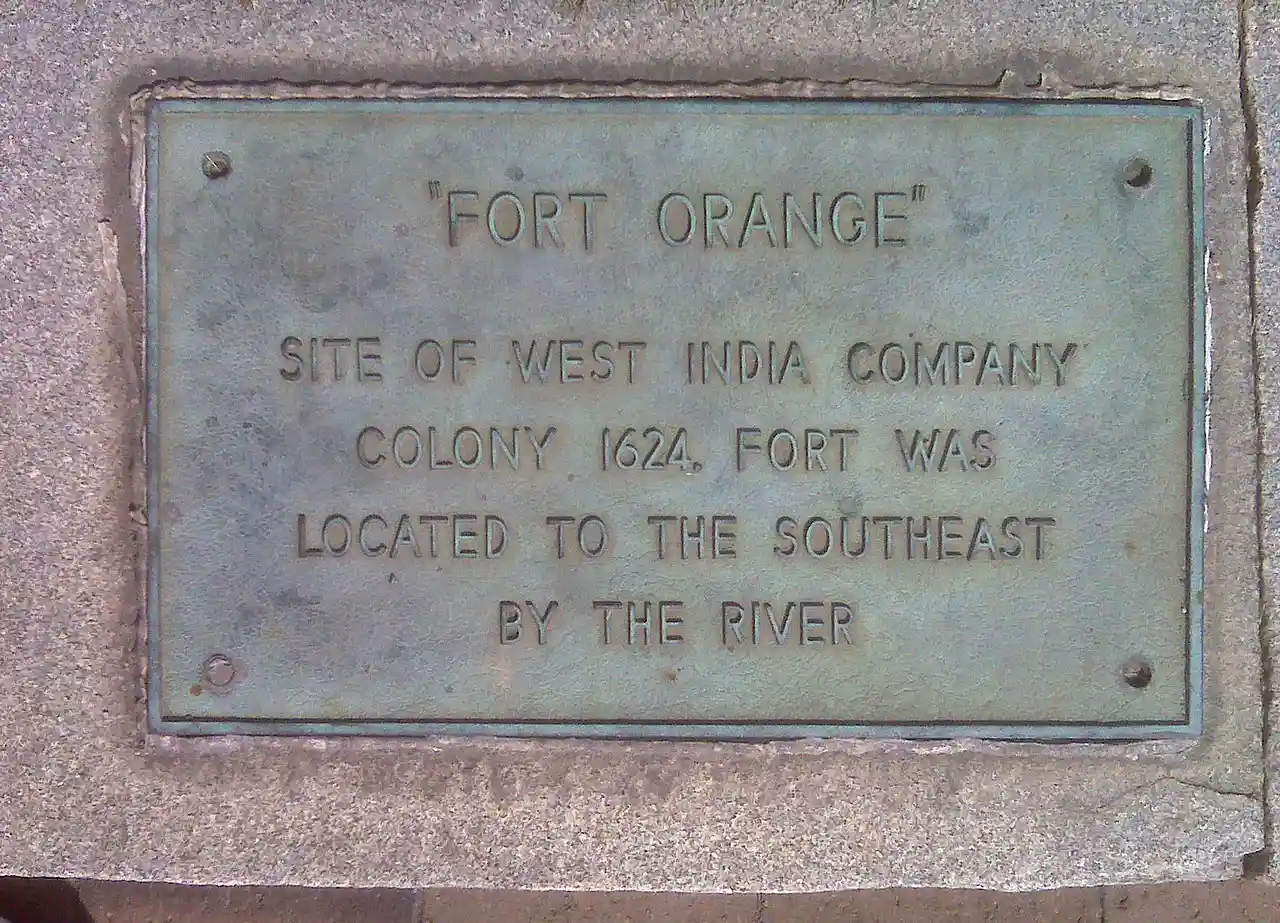 "FORT ORANGE"
SITE OF WEST INDIA COMPANY
COLONY 1624. FORT WAS
LOCATED TO THE SOUTHEAST
BY THE RIVER